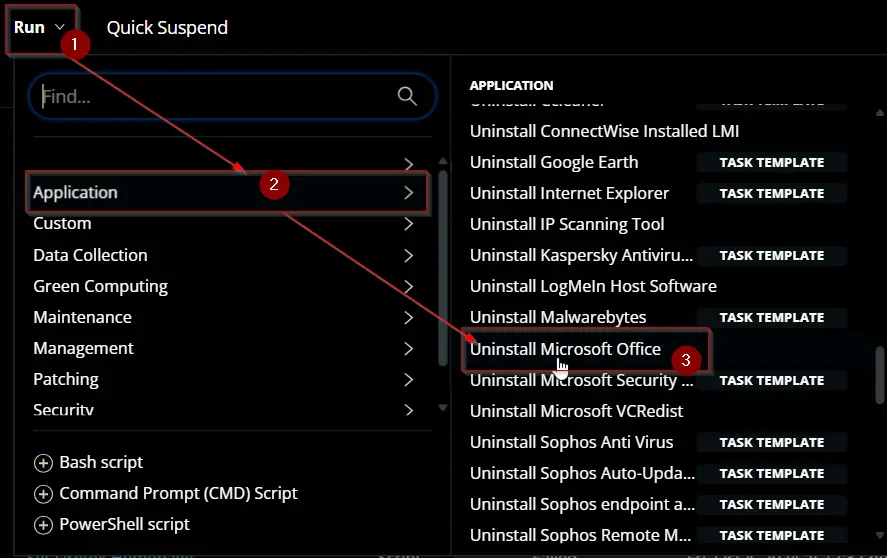 Run
Quick Suspend
1
Find...
2
Application
Custom
Data Collection
Green Computing
Maintenance
Management
Patching
Security
Bash script
Command Prompt (CMD) Script
PowerShell script
APPLICATION
Uninstall Ccleaner TASK TEMPLATE
Uninstall ConnectWise Installed LMI
Uninstall Google Earth TASK TEMPLATE
Uninstall Internet Explorer TASK TEMPLATE
Uninstall IP Scanning Tool
Uninstall Kaspersky Antiviru... TASK TEMPLATE
Uninstall LogMeIn Host Software
Uninstall Malwarebytes TASK TEMPLATE
Uninstall Microsoft Office 3
Uninstall Microsoft Security ... TASK TEMPLATE
Uninstall Microsoft VCRedist
Uninstall Sophos Anti Virus TASK TEMPLATE
Uninstall Sophos Auto-Upda... TASK TEMPLATE
Uninstall Sophos endpoint a... TASK TEMPLATE
Uninstall Sophos Remote M... TASK TEMPLATE